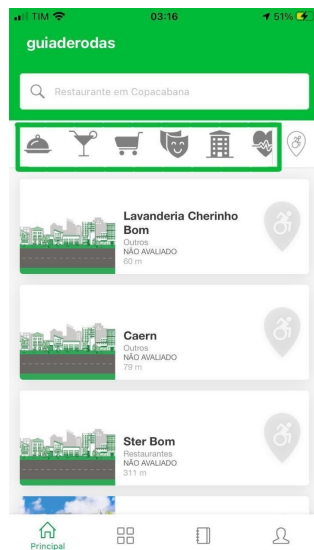 TIM 03:16 51%
guiaderodas
Restaurante em Copacabana
Lavanderia Cherinho
Bom
Outros
NÃO AVALIADO
60 m
Caern
Outros
NÃO AVALIADO
79 m
Ster Bom
Restaurantes
NÃO AVALIADO
311 m
Principal